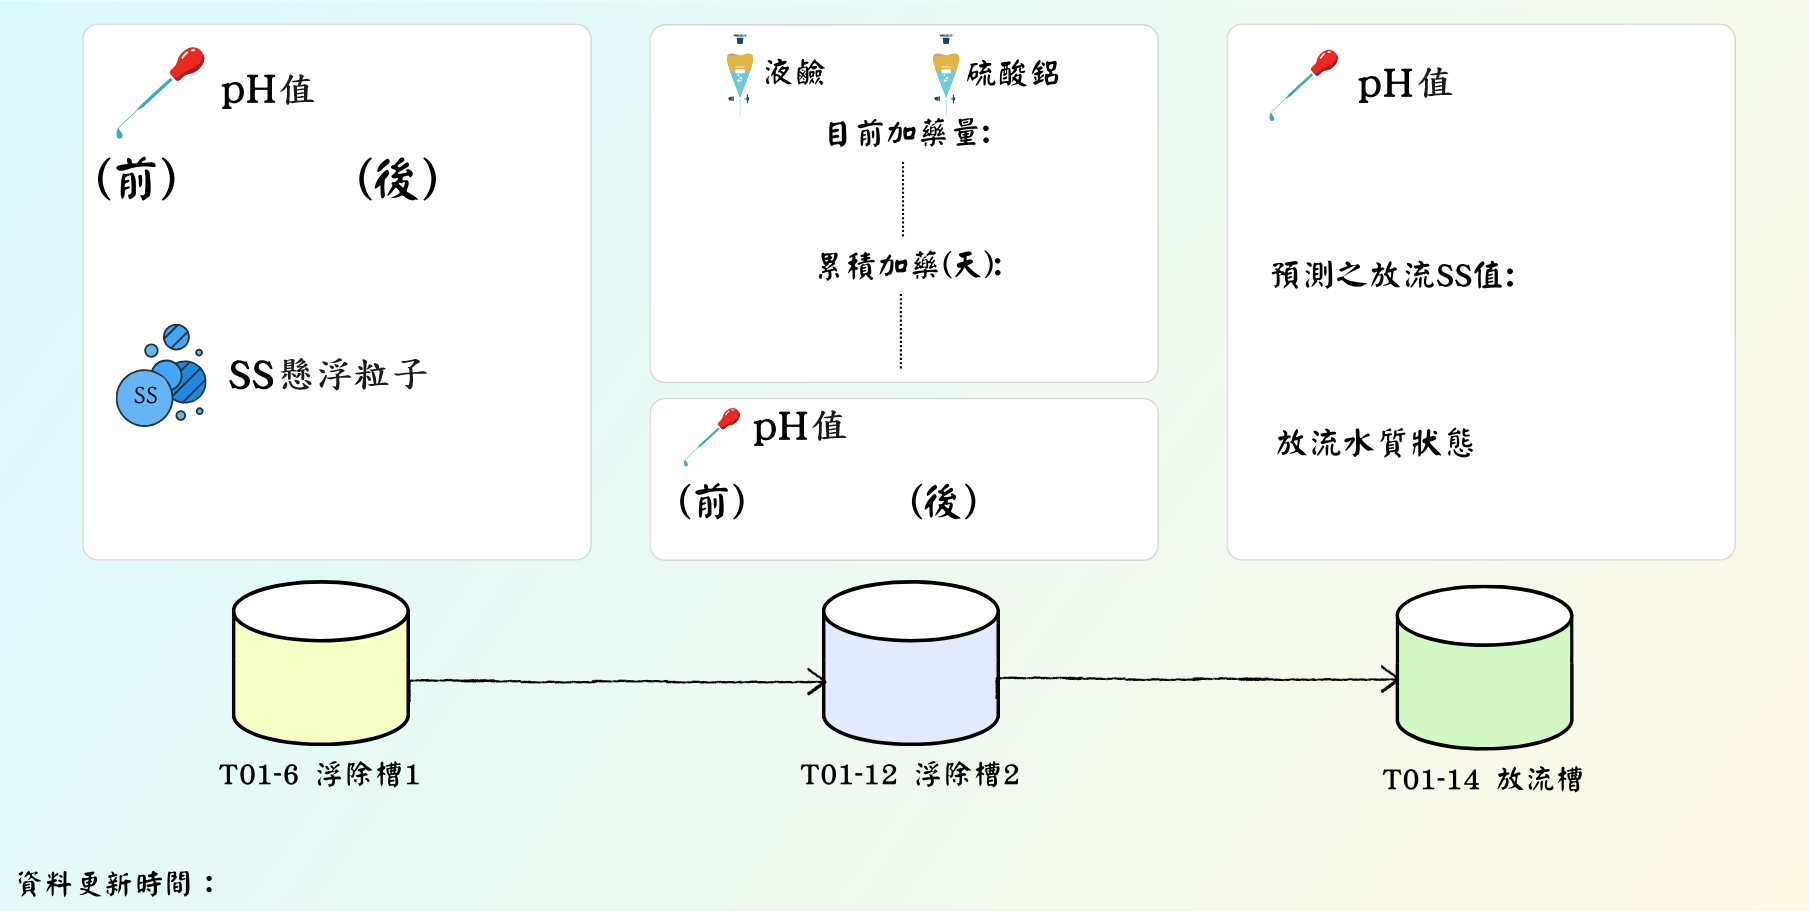 pH值
(前) (後)
SS
SS懸浮粒子
液鹼 硫酸鋁
目前加藥量:
累積加藥(天):
pH值
(前) (後)
pH值
預測之放流SS值:
放流水質狀態
T01-6 浮除槽1
T01-12 浮除槽2
T01-14 放流槽
資料更新時間：